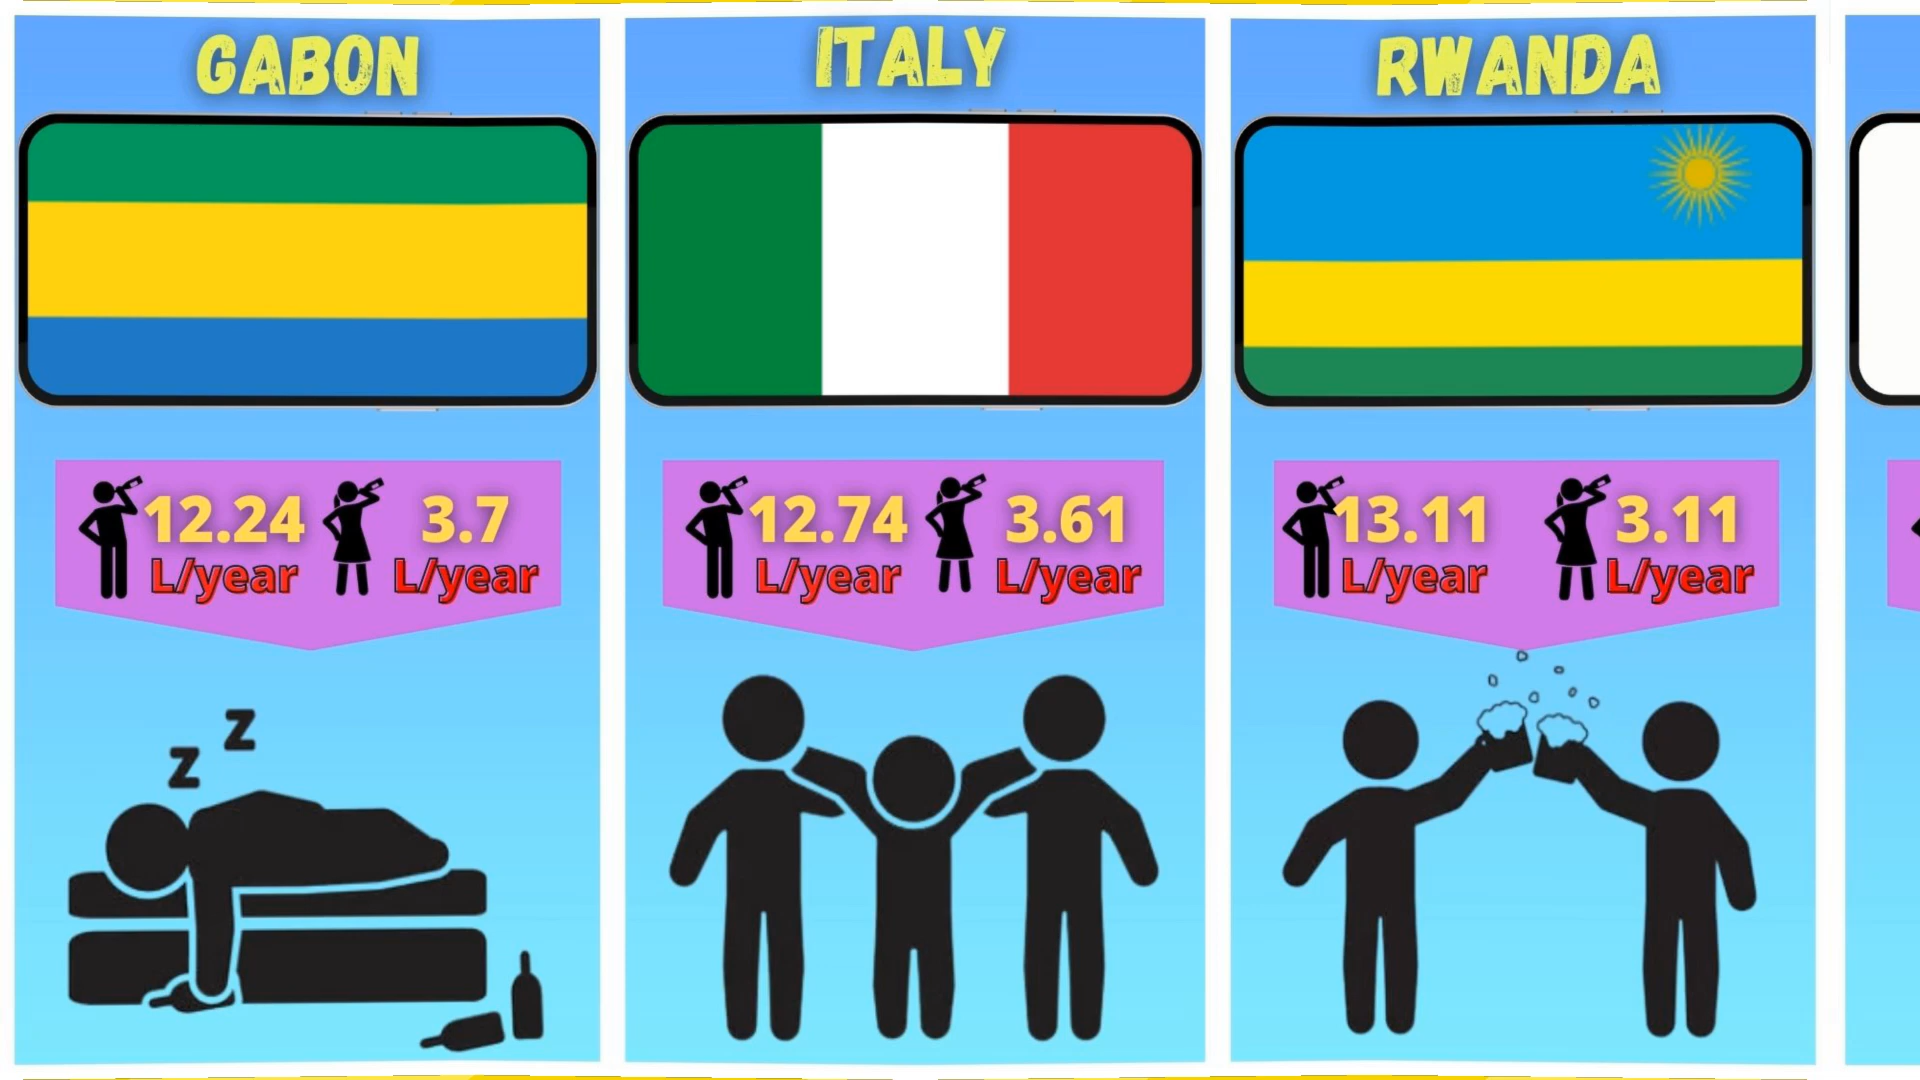 GABON
12.24 3.7
L/year L/year
Z
Z
ITALY
12.74 3.61
L/year L/year
RWANDA
13.11 3.11
L/year L/year